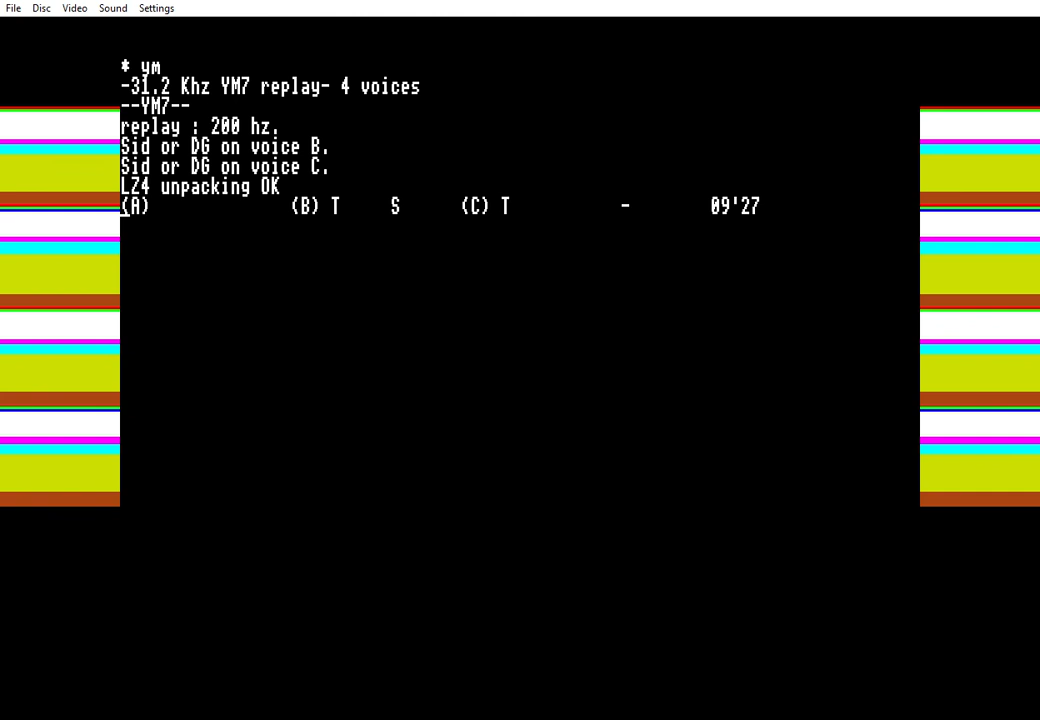 File Disc Video Sound Settings
* ym
-31.2 Khz YM7 replay- 4 voices
--YM7--
replay : 200 hz.
Sid or DG on voice B.
Sid or DG on voice C.
LZ4 unpacking OK
(A) (B) T S (C) T - 09'27